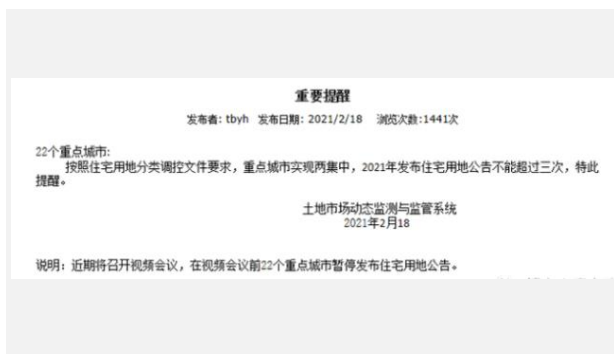 重要提醒
发布者: tbyh 发布日期: 2021/2/18 浏览次数:1441次
22个重点城市:
按照住宅用地分类调控文件要求，重点城市实现两集中，2021年发布住宅用地公告不能超过三次，特此
提醒。
土地市场动态监测与监管系统
2021年2月18
说明：近期将召开视频会议，在视频会议前22个重点城市暂停发布住宅用地公告。